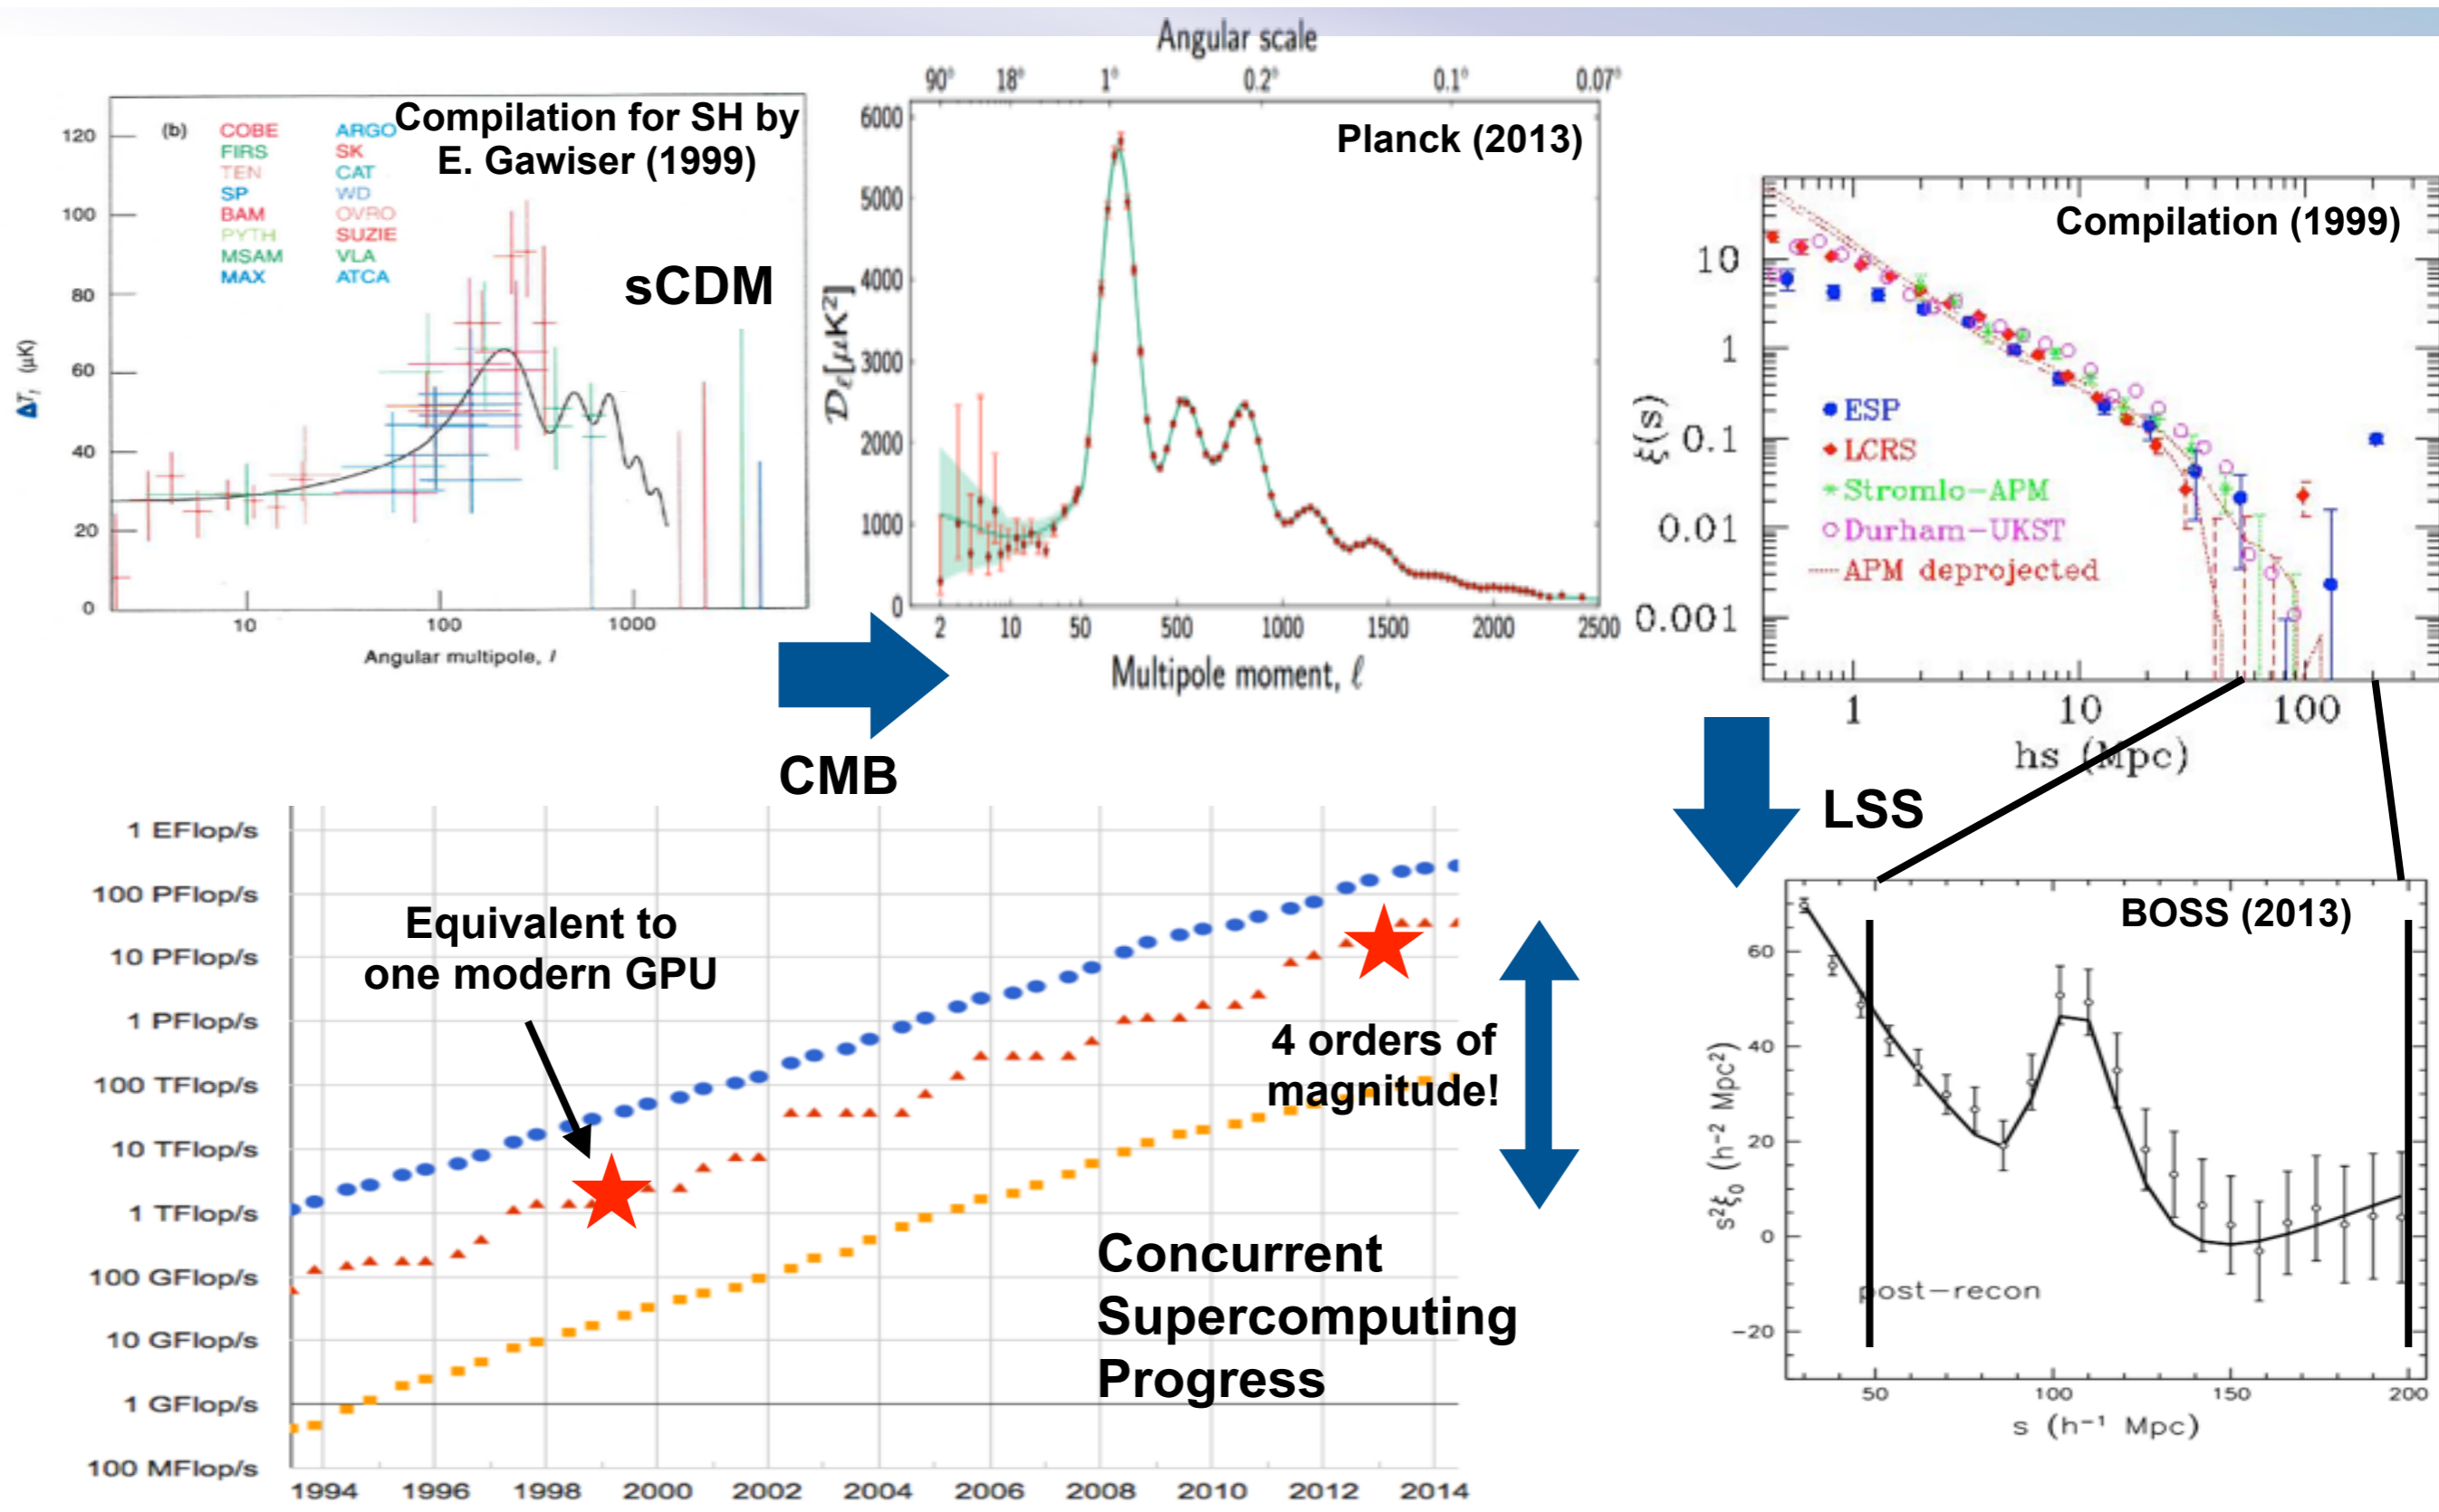 (b)
COBE ARGO
FIRS SK
TEN CAT
SP WD
BAM OVRO
PYTH SUZIE
MSAM VLA
MAX ATCA
Compilation for SH by
E. Gawiser (1999)
sCDM
120
100
80
60
40
20
0
ΔT_l (μK)
10 100 1000
Angular multipole, l
Angular scale
90° 18° 1° 0.2° 0.1° 0.07°
Planck (2013)
6000
5000
4000
3000
2000
1000
0
𝒟_ℓ[μK²]
2 10 50 500 1000 1500 2000 2500
Multipole moment, ℓ
CMB
Compilation (1999)
10
1
0.1
0.01
0.001
ξ(s)
ESP
LCRS
Stromlo−APM
Durham−UKST
APM deprojected
1 10 100
hs (Mpc)
LSS
1 EFlop/s
100 PFlop/s
10 PFlop/s
1 PFlop/s
100 TFlop/s
10 TFlop/s
1 TFlop/s
100 GFlop/s
10 GFlop/s
1 GFlop/s
100 MFlop/s
Equivalent to
one modern GPU
4 orders of
magnitude!
Concurrent
Supercomputing
Progress
1994 1996 1998 2000 2002 2004 2006 2008 2010 2012 2014
BOSS (2013)
60
40
20
0
−20
s²ξ₀ (h⁻² Mpc²)
post−recon
50 100 150 200
s (h⁻¹ Mpc)